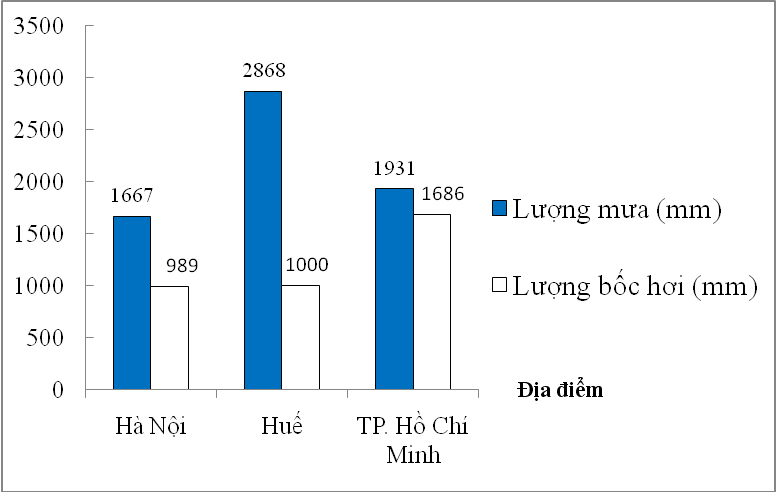 3500
3000
2500
2000
1500
1000
500
0
1667
989
2868
1000
1931
1686
Hà Nội
Huế
TP. Hồ Chí
Minh
Lượng mưa (mm)
Lượng bốc hơi (mm)
Địa điểm